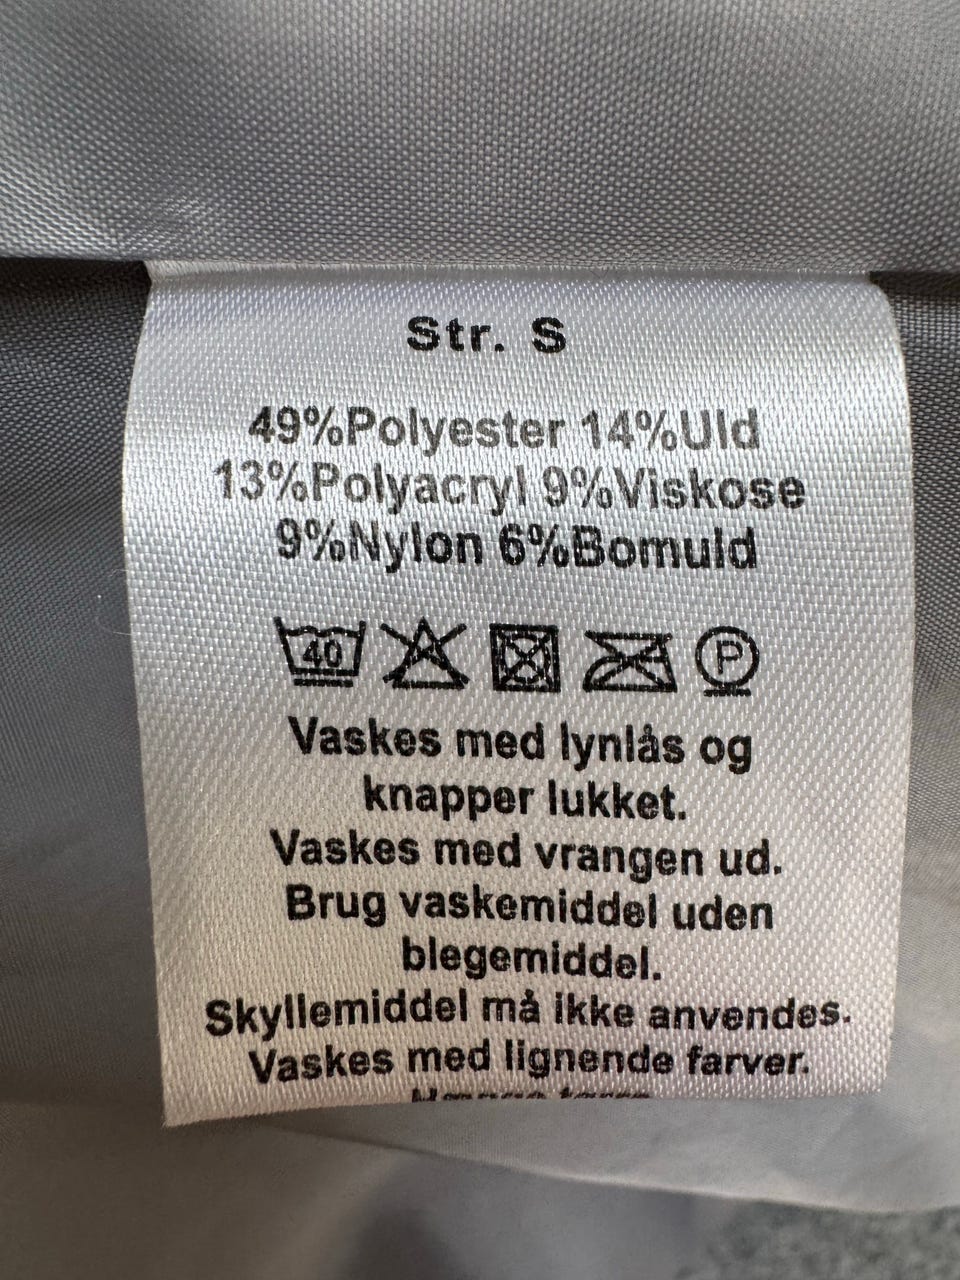 Str. S
49%Polyester 14%Uld
13%Polyacryl 9%Viskose
9%Nylon 6%Bomuld
40 P
Vaskes med lynlås og
knapper lukket.
Vaskes med vrangen ud.
Brug vaskemiddel uden
blegemiddel.
Skyllemiddel må ikke anvendes.
Vaskes med lignende farver.